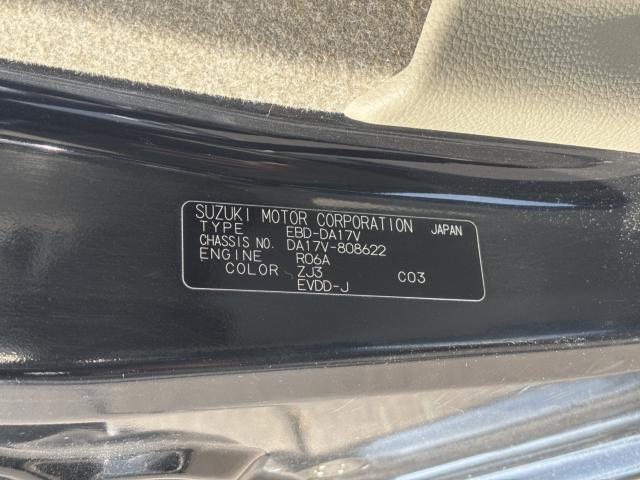 SUZUKI MOTOR CORPORATION JAPAN
TYPE EBD-DA17V
CHASSIS NO. DA17V-808622
ENGINE R06A
COLOR ZJ3 C03
EVDD-J